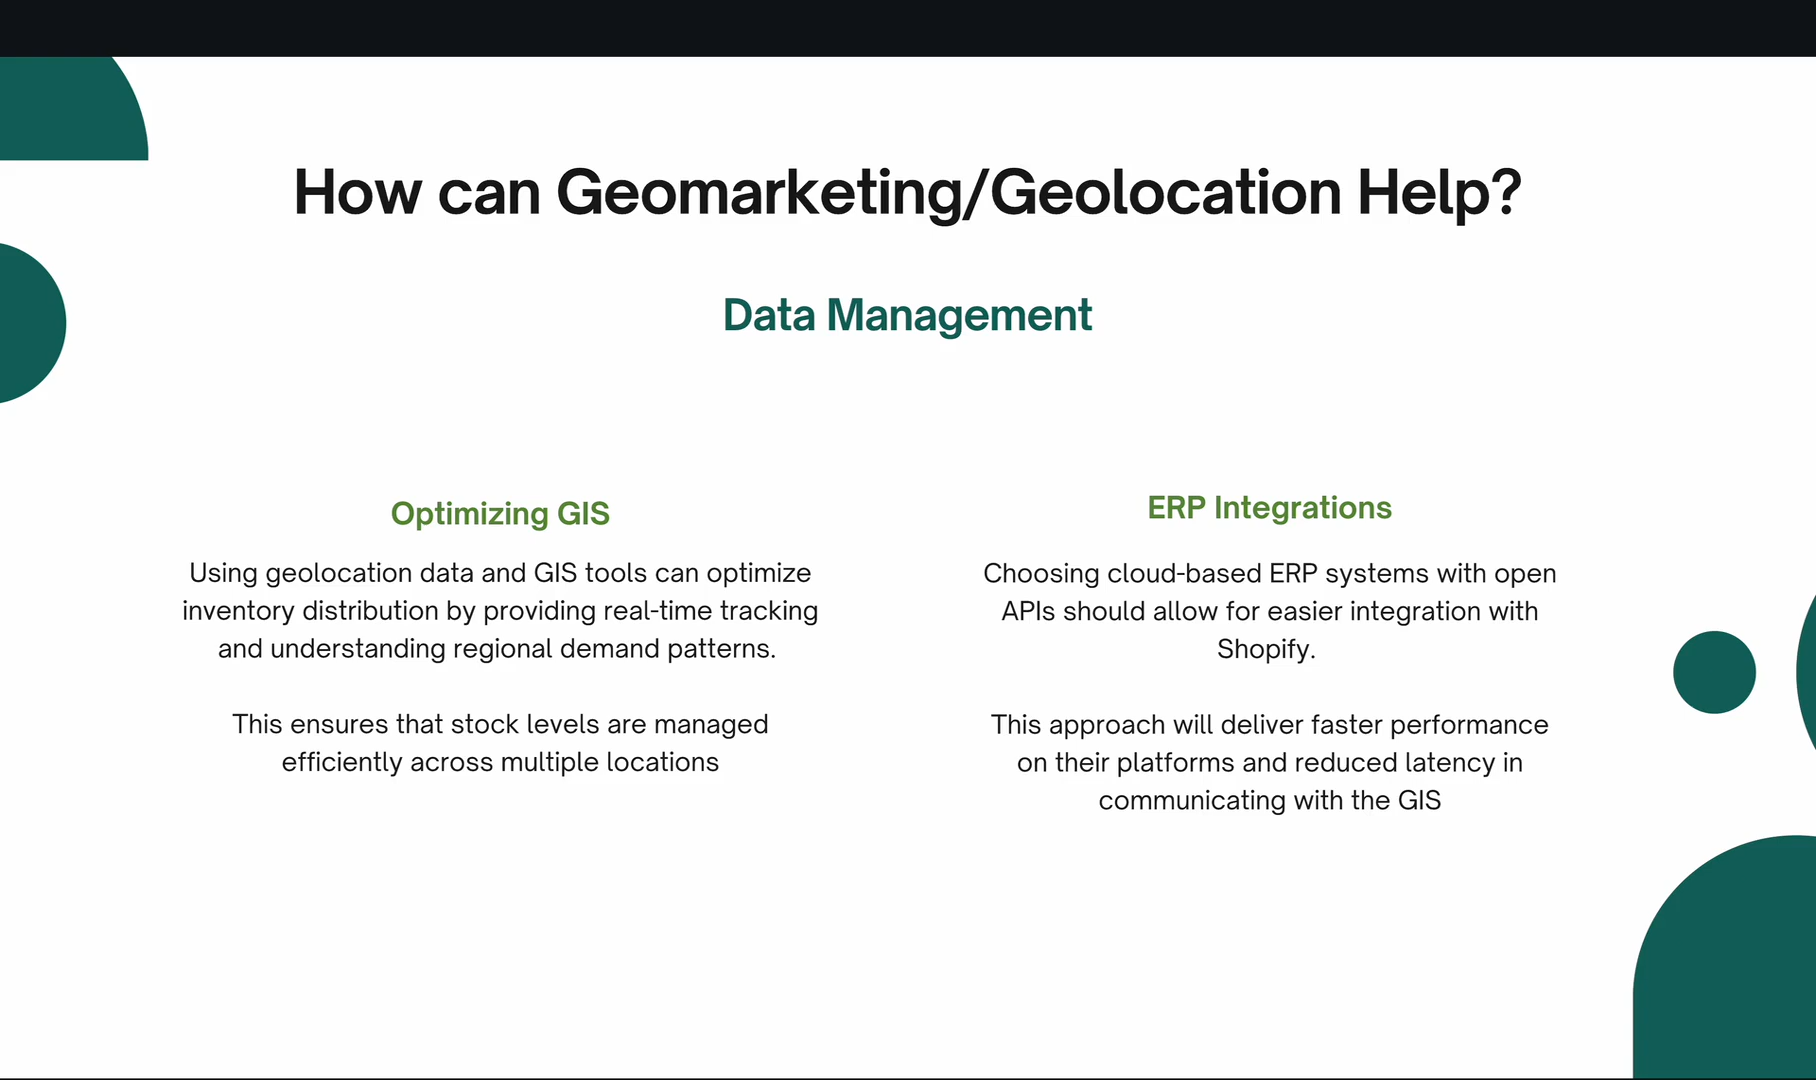 How can Geomarketing/Geolocation Help?
Data Management
Optimizing GIS
Using geolocation data and GIS tools can optimize
inventory distribution by providing real-time tracking
and understanding regional demand patterns.
This ensures that stock levels are managed
efficiently across multiple locations
ERP Integrations
Choosing cloud-based ERP systems with open
APIs should allow for easier integration with
Shopify.
This approach will deliver faster performance
on their platforms and reduced latency in
communicating with the GIS